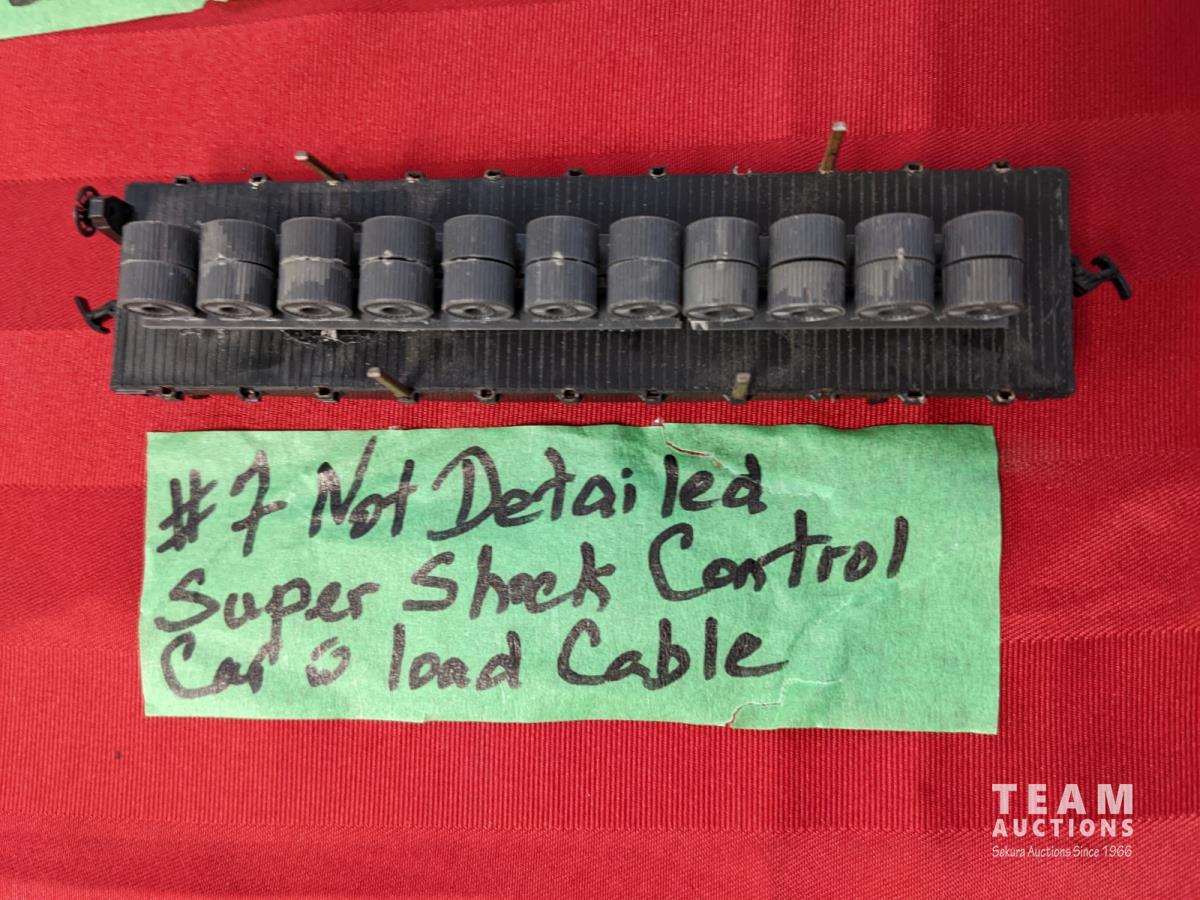 #7 Not Detailed
Super Shock Control
Car & load Cable
TEAM
AUCTIONS
Sekura Auctions Since 1966